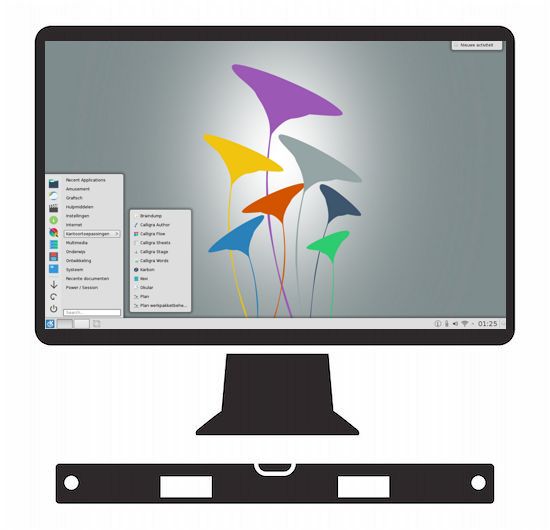 Nieuwe activiteit
Recent Applications
Amusement
Grafisch
Hulpmiddelen
Instellingen
Internet
Kantoortoepassingen >
Multimedia
Onderwijs
Ontwikkeling
Systeem
Recente documenten
Power / Session
Search...
Braindump
Calligra Author
Calligra Flow
Calligra Sheets
Calligra Stage
Calligra Words
Karbon
Kexi
Okular
Plan
Plan werkpakketbehe...
01:25